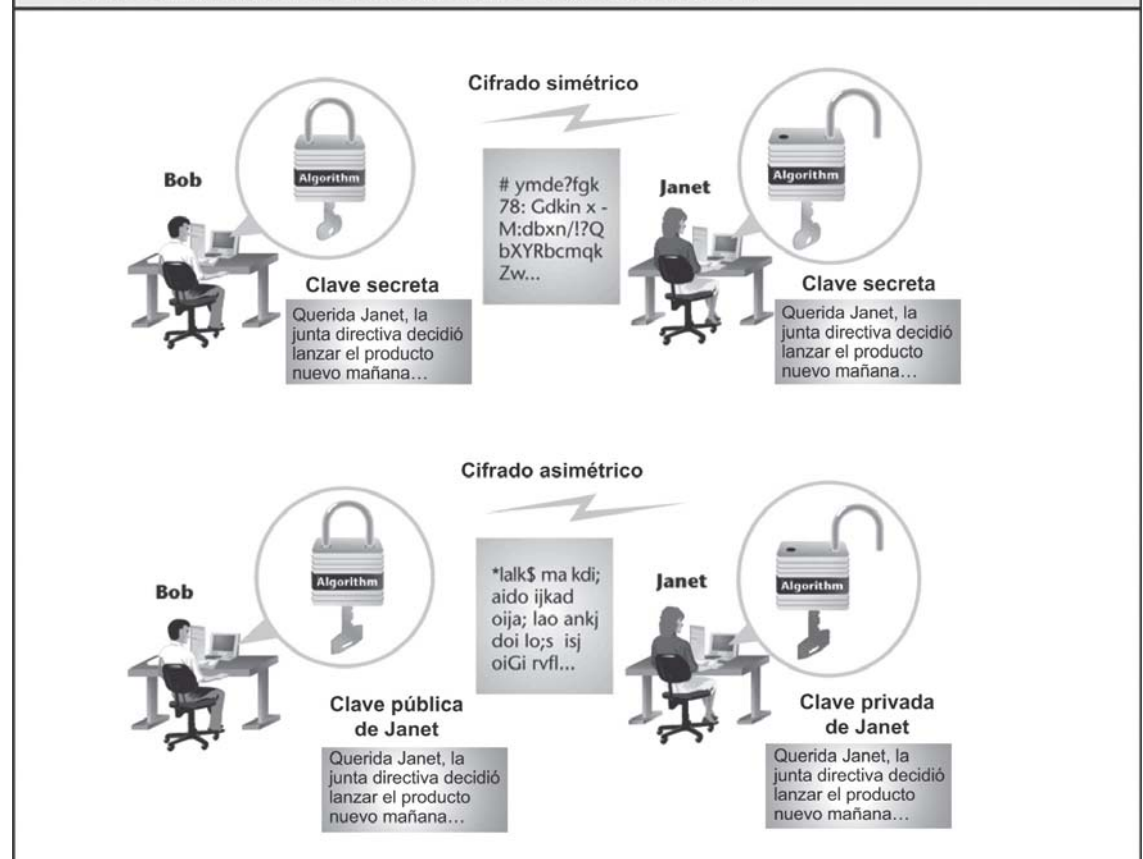 Cifrado simétrico
Bob
Algorithm
Clave secreta
Querida Janet, la
junta directiva decidió
lanzar el producto
nuevo mañana…
# ymde?fgk
78: Gdkin x -
M:dbxn/!?Q
bXYRbcmqk
Zw...
Janet
Algorithm
Clave secreta
Querida Janet, la
junta directiva decidió
lanzar el producto
nuevo mañana…
Cifrado asimétrico
Bob
Algorithm
Clave pública
de Janet
Querida Janet, la
junta directiva decidió
lanzar el producto
nuevo mañana…
*lalk$ ma kdi;
aido ijkad
oija; lao ankj
doi lo;s isj
oiGi rvfl...
Janet
Algorithm
Clave privada
de Janet
Querida Janet, la
junta directiva decidió
lanzar el producto
nuevo mañana…